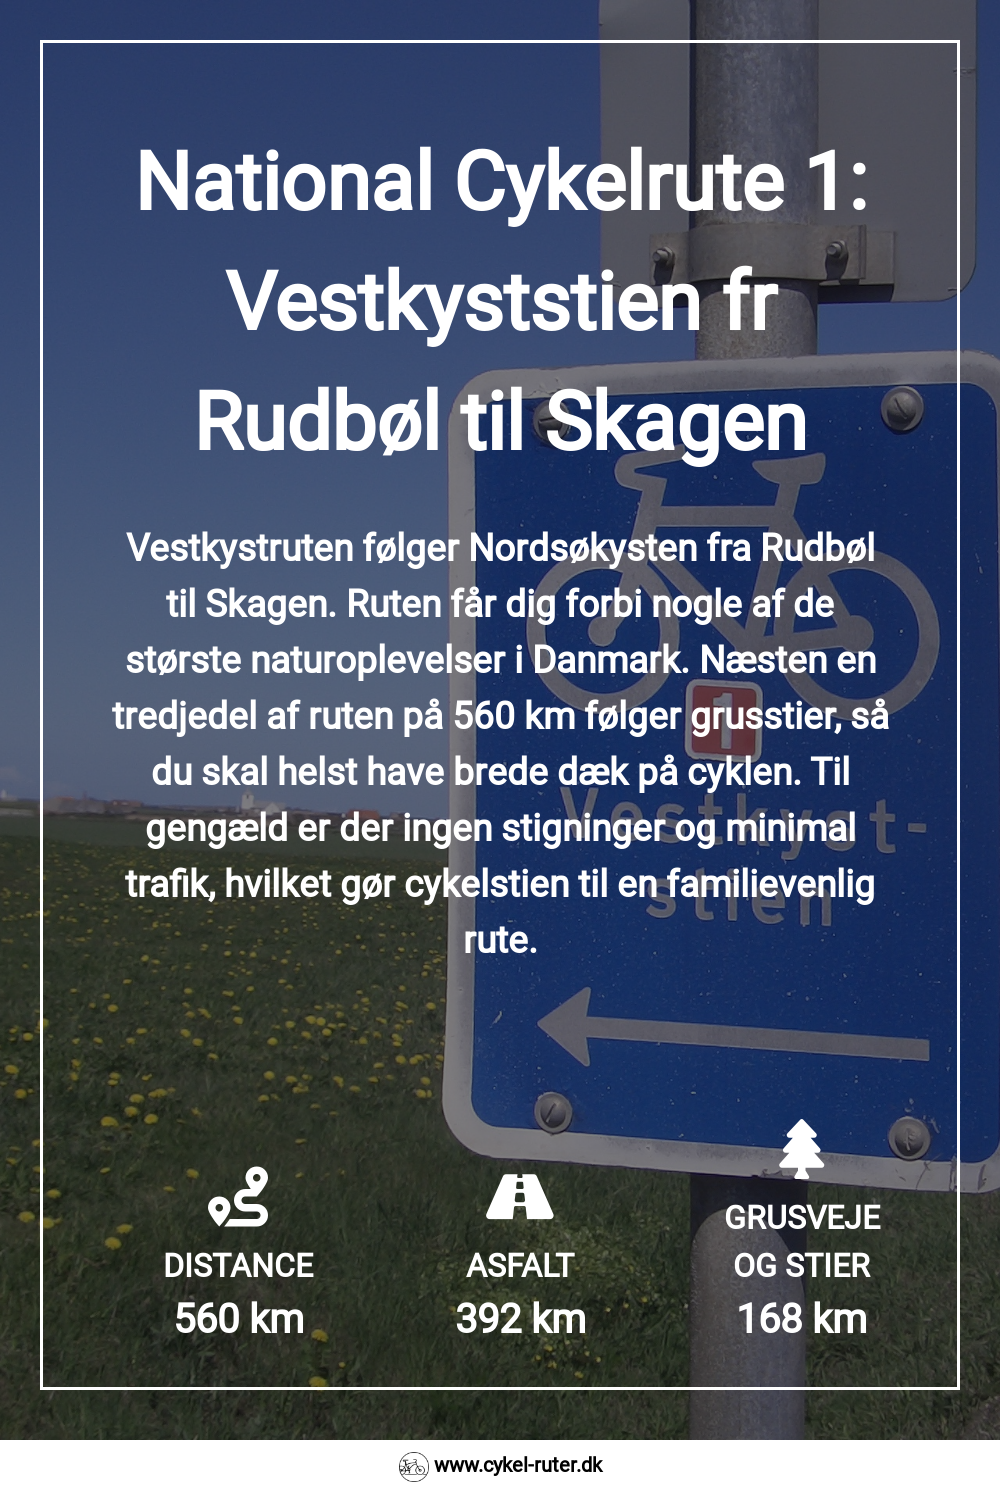 National Cykelrute 1:
Vestkyststien fr
Rudbøl til Skagen
Vestkystruten følger Nordsøkysten fra Rudbøl
til Skagen. Ruten får dig forbi nogle af de
største naturoplevelser i Danmark. Næsten en
tredjedel af ruten på 560 km følger grusstier, så
du skal helst have brede dæk på cyklen. Til
gengæld er der ingen stigninger og minimal
trafik, hvilket gør cykelstien til en familievenlig
rute.
1
Vestkyst-
stien
DISTANCE
560 km
ASFALT
392 km
GRUSVEJE
OG STIER
168 km
www.cykel-ruter.dk